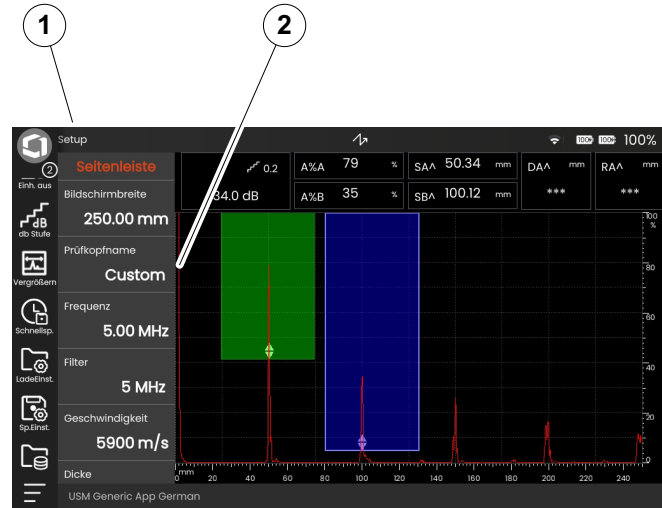 1
2
Setup
100%
100%
100%
2
Einh. aus
db Stufe
dB
Vergrößern
Schnellsp.
LadeEinst.
Sp.Einst.
Seitenleiste
Bildschirmbreite
250.00 mm
Prüfkopfname
Custom
Frequenz
5.00 MHz
Filter
5 MHz
Geschwindigkeit
5900 m/s
Dicke
0.2
34.0 dB
A%A 79 %
A%B 35 %
SA^ 50.34 mm
SB^ 100.12 mm
DA^ mm
***
RA^ mm
***
100
%
80
60
40
20
0
mm 20 40 60 80 100 120 140 160 180 200 220 240
USM Generic App German